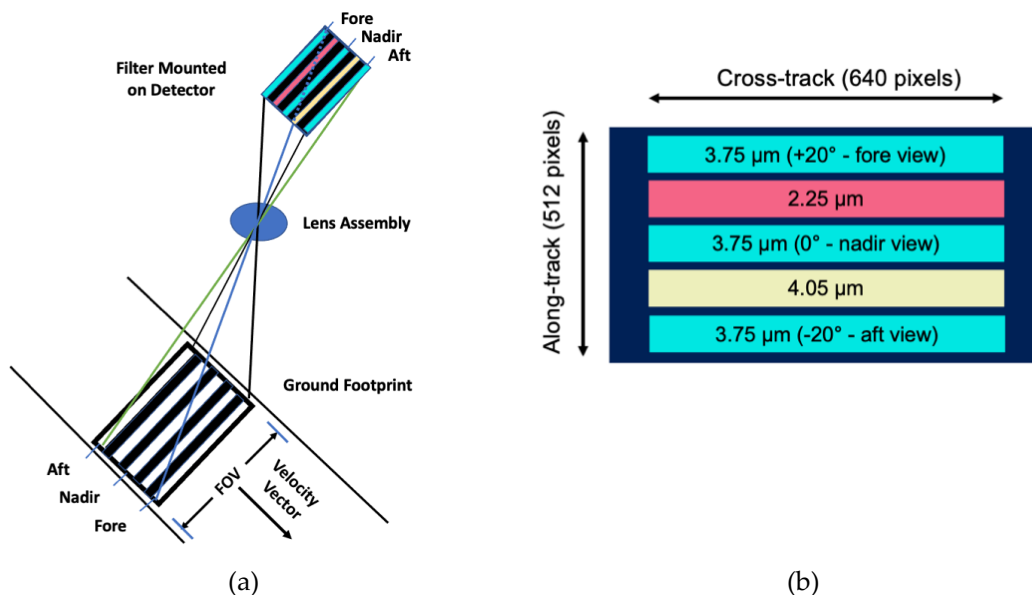 Fore
Nadir
Aft
Filter Mounted
on Detector
Lens Assembly
Ground Footprint
Aft
Nadir
Fore
FOV
Velocity
Vector
(a)
Cross-track (640 pixels)
Along-track (512 pixels)
3.75 µm (+20° - fore view)
2.25 µm
3.75 µm (0° - nadir view)
4.05 µm
3.75 µm (-20° - aft view)
(b)